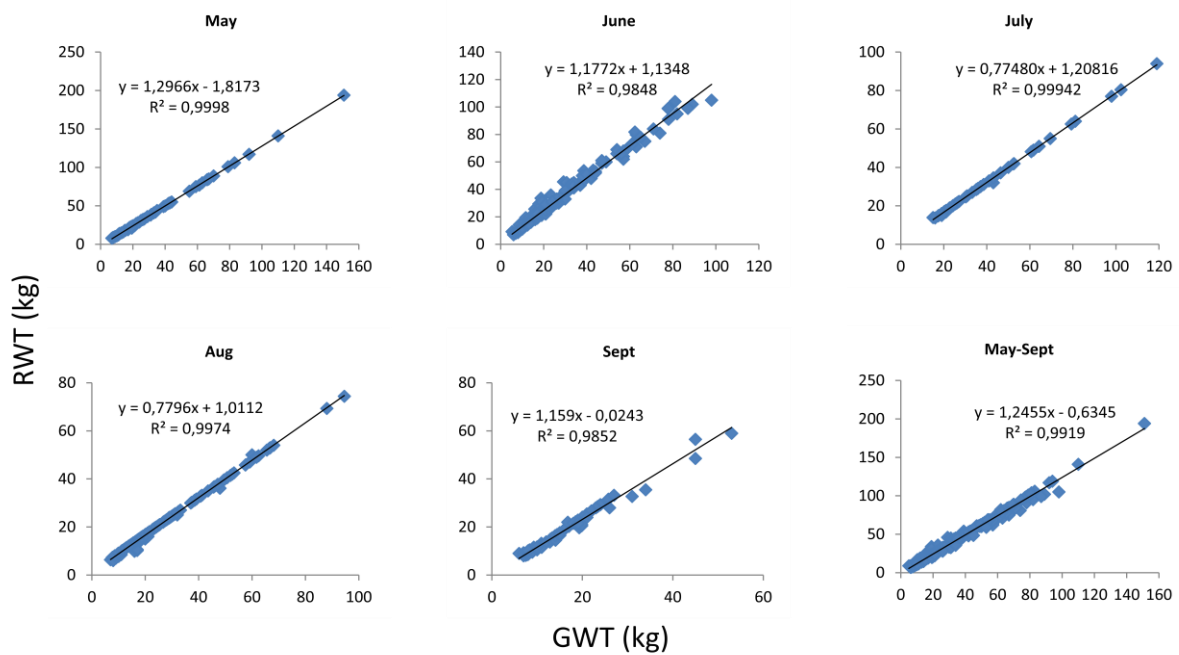 May
250
200
150
100
50
0
0 20 40 60 80 100 120 140 160
y = 1,2966x - 1,8173
R² = 0,9998
June
140
120
100
80
60
40
20
0
0 20 40 60 80 100 120
y = 1,1772x + 1,1348
R² = 0,9848
July
100
80
60
40
20
0
0 20 40 60 80 100 120
y = 0,77480x + 1,20816
R² = 0,99942
RWT (kg)
Aug
80
60
40
20
0
0 20 40 60 80 100
y = 0,7796x + 1,0112
R² = 0,9974
Sept
80
60
40
20
0
0 20 40 60
y = 1,159x - 0,0243
R² = 0,9852
May-Sept
250
200
150
100
50
0
0 20 40 60 80 100 120 140 160
y = 1,2455x - 0,6345
R² = 0,9919
GWT (kg)